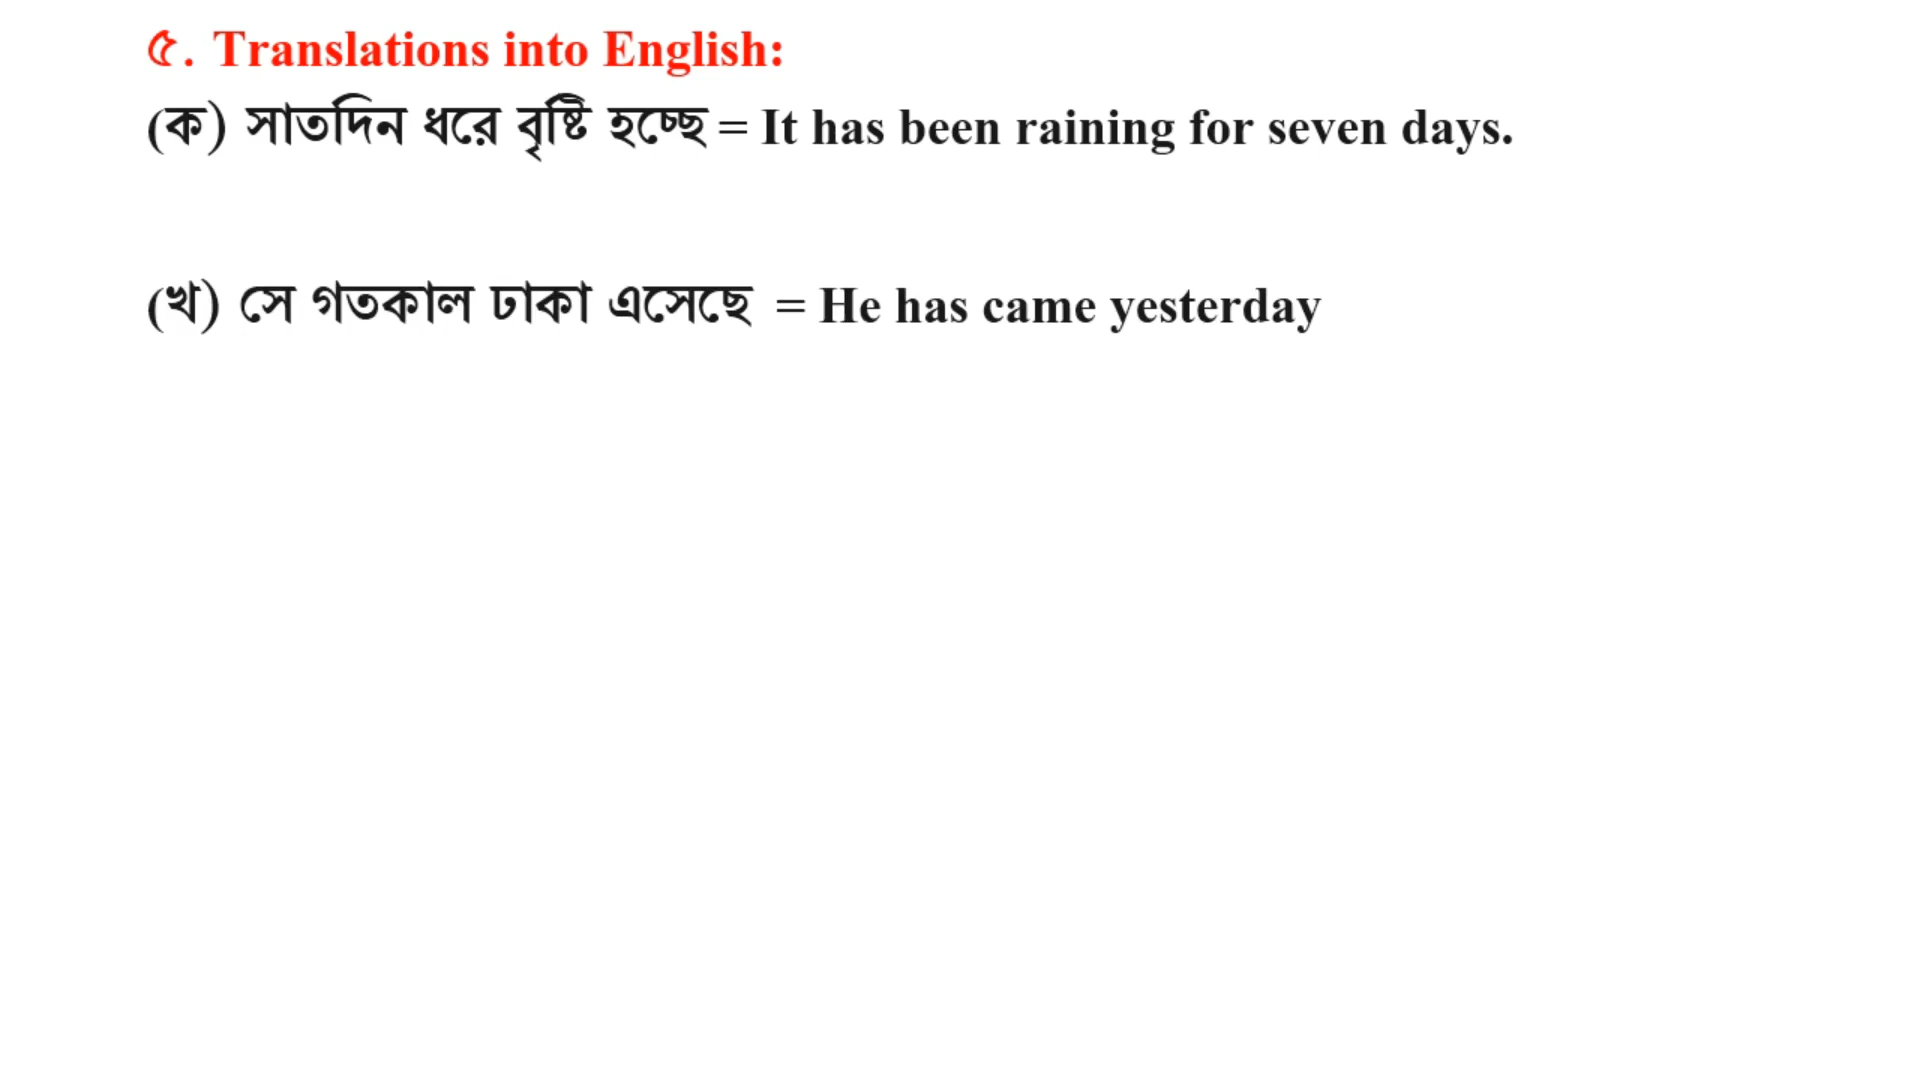 ৫. Translations into English:
(ক) সাতদিন ধরে বৃষ্টি হচ্ছে = It has been raining for seven days.
(খ) সে গতকাল ঢাকা এসেছে = He has came yesterday